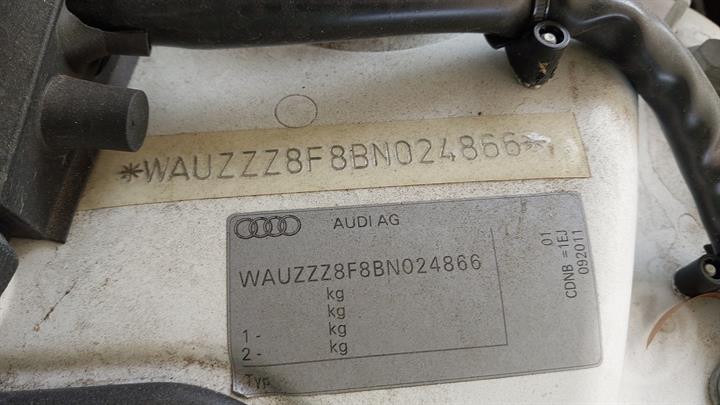 *WAUZZZ8F8BN024866*
AUDI AG
WAUZZZ8F8BN024866
kg
kg
1 - kg
2 - kg
Typ
01
CDNB =1EJ
092011